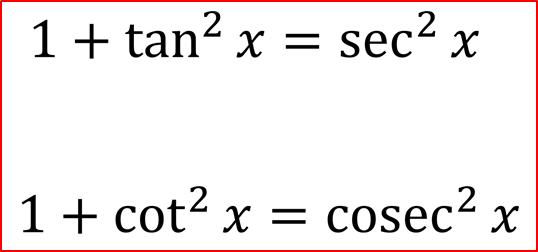 1 + tan² x = sec² x
1 + cot² x = cosec² x